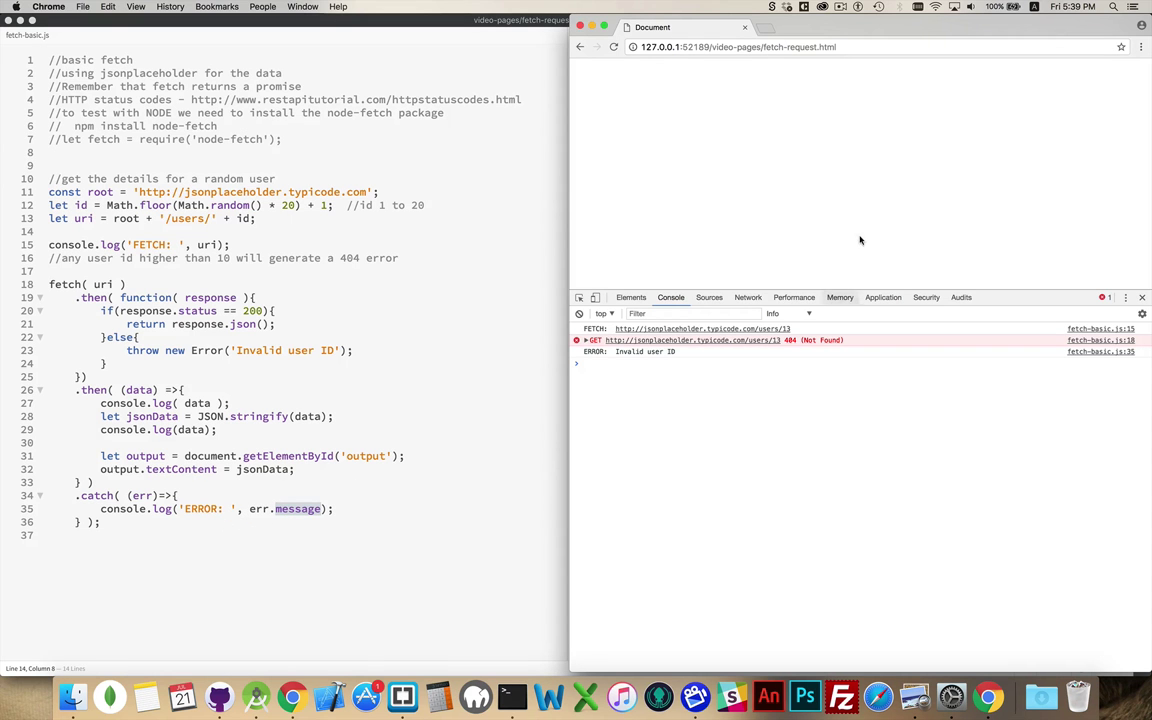 Chrome File Edit View History Bookmarks People Window Help
100% Fri 5:39 PM
video-pages/fetch-reques
fetch-basic.js
1 //basic fetch
2 //using jsonplaceholder for the data
3 //Remember that fetch returns a promise
4 //HTTP status codes - http://www.restapitutorial.com/httpstatuscodes.html
5 //to test with NODE we need to install the node-fetch package
6 // npm install node-fetch
7 //let fetch = require('node-fetch');
8
9
10 //get the details for a random user
11 const root = 'http://jsonplaceholder.typicode.com';
12 let id = Math.floor(Math.random() * 20) + 1; //id 1 to 20
13 let uri = root + '/users/' + id;
14
15 console.log('FETCH: ', uri);
16 //any user id higher than 10 will generate a 404 error
17
18 fetch( uri )
19 .then( function( response ){
20 if(response.status == 200){
21 return response.json();
22 }else{
23 throw new Error('Invalid user ID');
24 }
25 })
26 .then( (data) =>{
27 console.log( data );
28 let jsonData = JSON.stringify(data);
29 console.log(data);
30
31 let output = document.getElementById('output');
32 output.textContent = jsonData;
33 } )
34 .catch( (err)=>{
35 console.log('ERROR: ', err.message);
36 } );
37
Line 14, Column 8 — 14 Lines
Document
127.0.0.1:52189/video-pages/fetch-request.html
Elements Console Sources Network Performance Memory Application Security Audits 1
top Filter Info
FETCH: http://jsonplaceholder.typicode.com/users/13 fetch-basic.js:15
GET http://jsonplaceholder.typicode.com/users/13 404 (Not Found) fetch-basic.js:18
ERROR: Invalid user ID fetch-basic.js:35
JUL
21
1
An
Ps
Fz